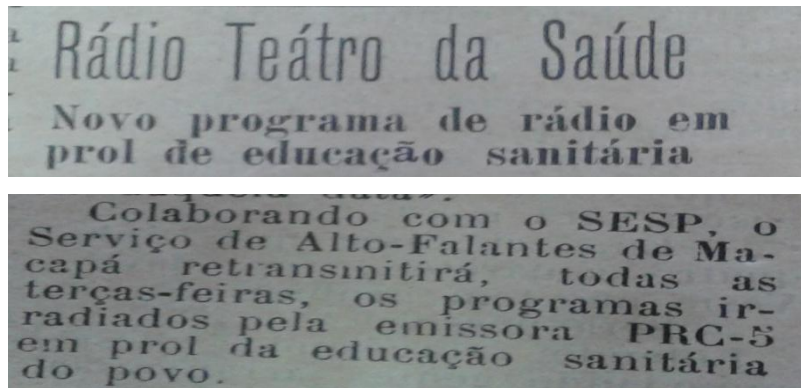 Rádio Teátro da Saúde
Novo programa de rádio em
prol de educação sanitária
Colaborando com o SESP, o
Serviço de Alto-Falantes de Ma-
capá retransmitirá, todas as
terças-feiras, os programas ir-
radiados pela emissora PRC-5
em prol da educação sanitária
do povo.